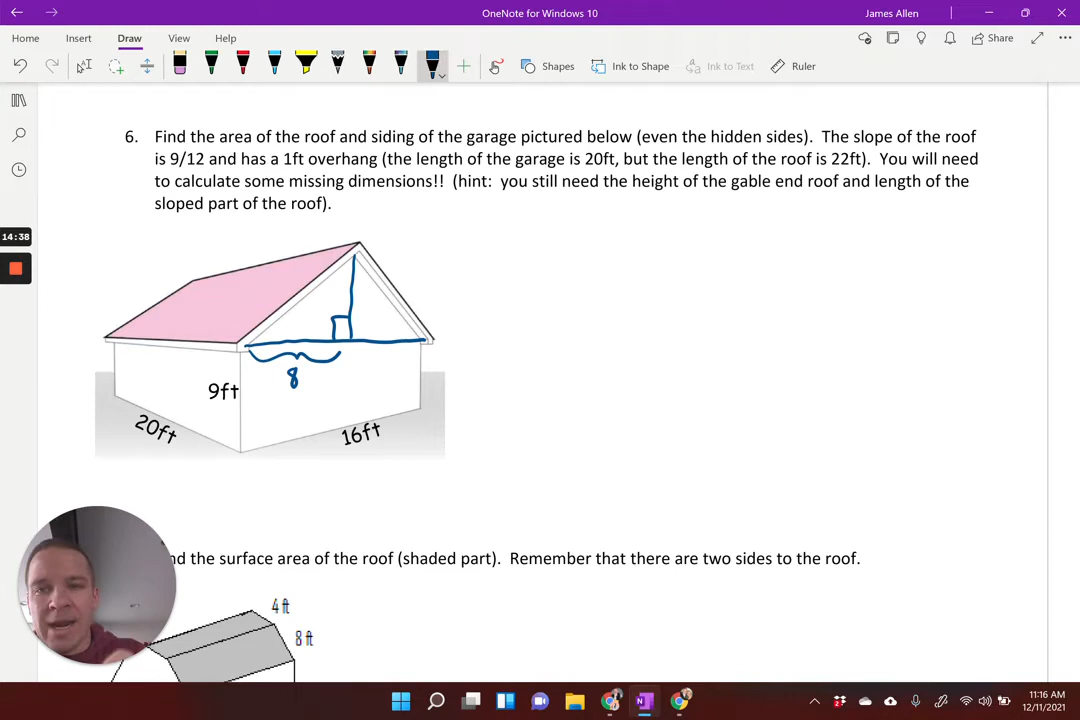 OneNote for Windows 10
James Allen
Home Insert Draw View Help
Share
Shapes Ink to Shape Ink to Text Ruler
6. Find the area of the roof and siding of the garage pictured below (even the hidden sides). The slope of the roof
is 9/12 and has a 1ft overhang (the length of the garage is 20ft, but the length of the roof is 22ft). You will need
to calculate some missing dimensions!! (hint: you still need the height of the gable end roof and length of the
sloped part of the roof).
14:38
8
9ft
20ft
16ft
nd the surface area of the roof (shaded part). Remember that there are two sides to the roof.
4 ft
8 ft
11:16 AM
12/11/2021